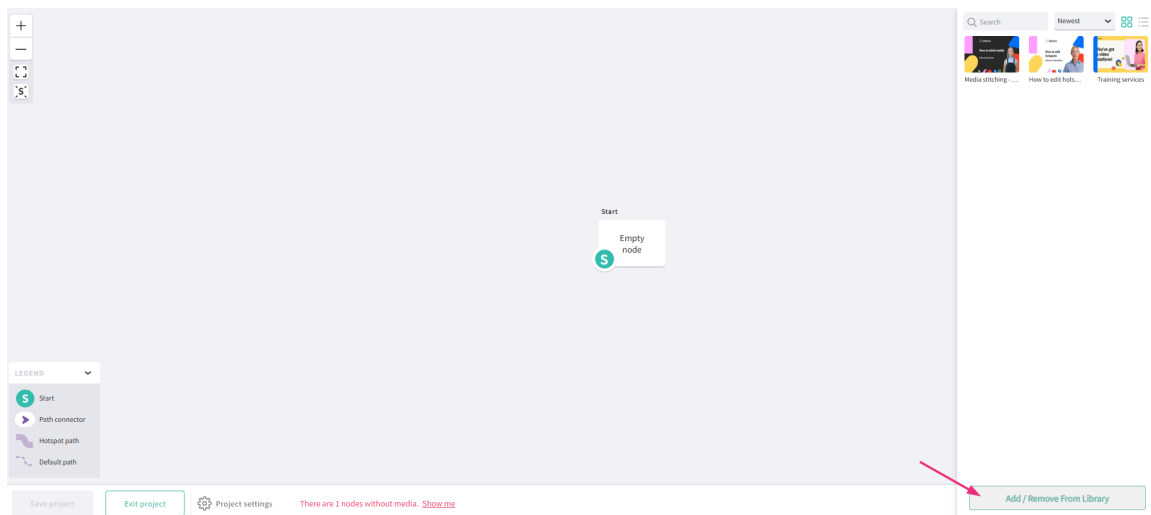 Search
Newest
Media stitching - ...
How to edit hots...
Training services
Start
Empty
node
S
S
LEGEND
S
Start
Path connector
Hotspot path
Default path
Save project
Exit project
Project settings
There are 1 nodes without media. Show me
Add / Remove From Library